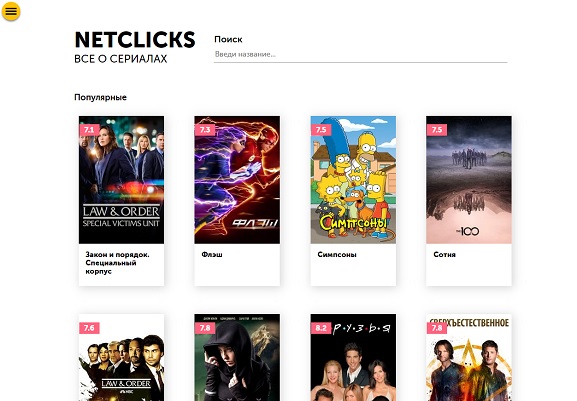 NETCLICKS
ВСЕ О СЕРИАЛАХ
Поиск
Введи название...
Популярные
7.1
7.3
7.5
7.5
LAW & ORDER
SPECIAL VICTIMS UNIT
ФЛЭШ
СИМПСОНЫ
THE 100
Закон и порядок.
Специальный
корпус
Флэш
Симпсоны
Сотня
7.6
7.8
8.2
7.8
Р·У·З·Ь·Я
СВЕРХЪЕСТЕСТВЕННОЕ
LAW & ORDER
NBC